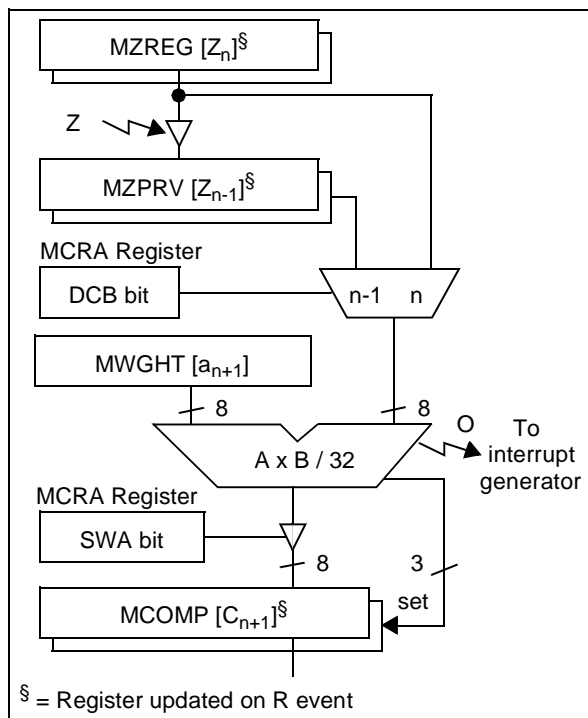 MZREG [Zn]§
Z
MZPRV [Zn-1]§
MCRA Register
DCB bit
n-1 n
MWGHT [an+1]
8
8
O
To
interrupt
generator
A x B / 32
MCRA Register
SWA bit
8
3
set
MCOMP [Cn+1]§
§ = Register updated on R event